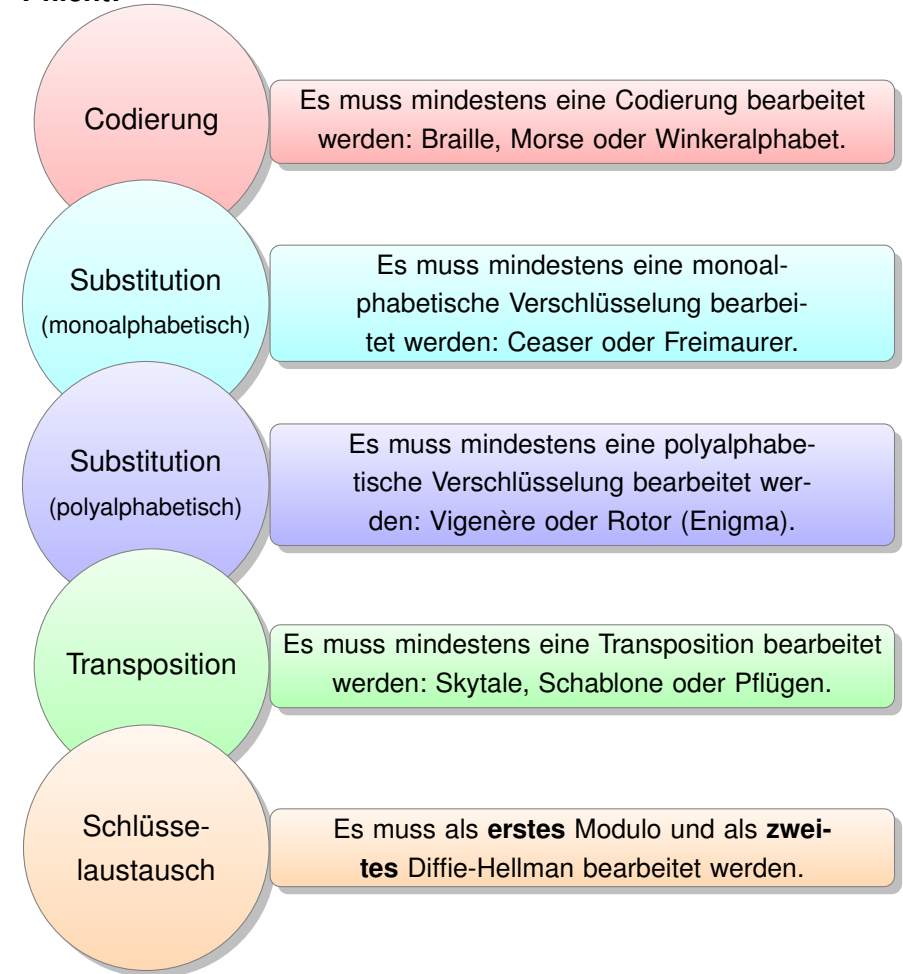 Codierung
Es muss mindestens eine Codierung bearbeitet
werden: Braille, Morse oder Winkeralphabet.
Substitution
(monoalphabetisch)
Es muss mindestens eine monoal-
phabetische Verschlüsselung bearbei-
tet werden: Ceaser oder Freimaurer.
Substitution
(polyalphabetisch)
Es muss mindestens eine polyalphabe-
tische Verschlüsselung bearbeitet wer-
den: Vigenère oder Rotor (Enigma).
Transposition
Es muss mindestens eine Transposition bearbeitet
werden: Skytale, Schablone oder Pflügen.
Schlüsse-
laustausch
Es muss als erstes Modulo und als zwei-
tes Diffie-Hellman bearbeitet werden.